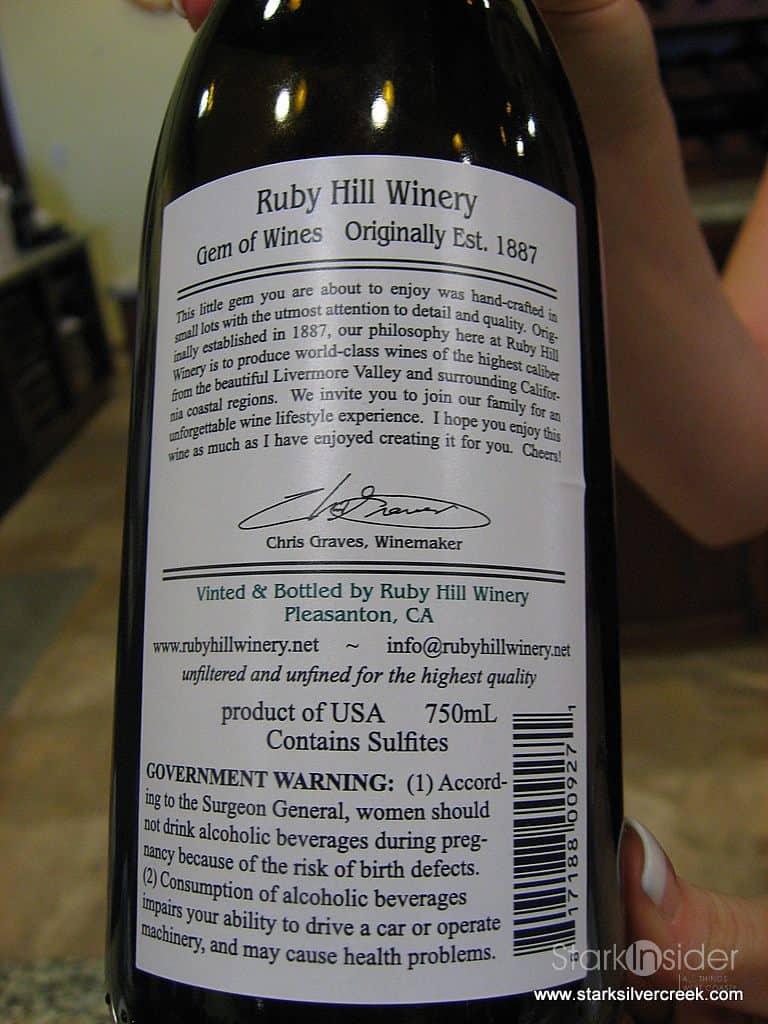 Ruby Hill Winery
Gem of Wines Originally Est. 1887
This little gem you are about to enjoy was hand-crafted in
small lots with the utmost attention to detail and quality. Orig-
inally established in 1887, our philosophy here at Ruby Hill
Winery is to produce world-class wines of the highest caliber
from the beautiful Livermore Valley and surrounding Califor-
nia coastal regions. We invite you to join our family for an
unforgettable wine lifestyle experience. I hope you enjoy this
wine as much as I have enjoyed creating it for you. Cheers!
Chris Graves, Winemaker
Vinted & Bottled by Ruby Hill Winery
Pleasanton, CA
www.rubyhillwinery.net ~ info@rubyhillwinery.net
unfiltered and unfined for the highest quality
product of USA 750mL
Contains Sulfites
GOVERNMENT WARNING: (1) Accord-
ing to the Surgeon General, women should
not drink alcoholic beverages during preg-
nancy because of the risk of birth defects.
(2) Consumption of alcoholic beverages
impairs your ability to drive a car or operate
machinery, and may cause health problems.
17188 00927 1
StarkInsider
www.starksilvercreek.com